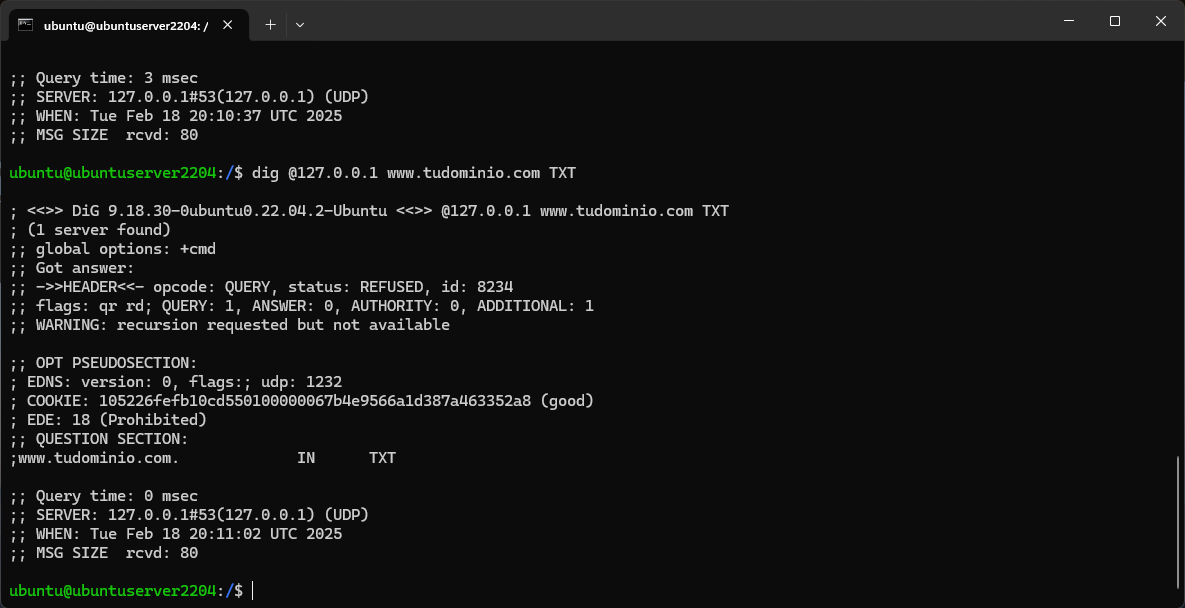 ubuntu@ubuntuserver2204: /
;; Query time: 3 msec
;; SERVER: 127.0.0.1#53(127.0.0.1) (UDP)
;; WHEN: Tue Feb 18 20:10:37 UTC 2025
;; MSG SIZE  rcvd: 80
ubuntu@ubuntuserver2204:/$ dig @127.0.0.1 www.tudominio.com TXT
; <<>> DiG 9.18.30-0ubuntu0.22.04.2-Ubuntu <<>> @127.0.0.1 www.tudominio.com TXT
; (1 server found)
;; global options: +cmd
;; Got answer:
;; ->>HEADER<<- opcode: QUERY, status: REFUSED, id: 8234
;; flags: qr rd; QUERY: 1, ANSWER: 0, AUTHORITY: 0, ADDITIONAL: 1
;; WARNING: recursion requested but not available
;; OPT PSEUDOSECTION:
; EDNS: version: 0, flags:; udp: 1232
; COOKIE: 105226fefb10cd550100000067b4e9566a1d387a463352a8 (good)
; EDE: 18 (Prohibited)
;; QUESTION SECTION:
;www.tudominio.com.             IN      TXT
;; Query time: 0 msec
;; SERVER: 127.0.0.1#53(127.0.0.1) (UDP)
;; WHEN: Tue Feb 18 20:11:02 UTC 2025
;; MSG SIZE  rcvd: 80
ubuntu@ubuntuserver2204:/$